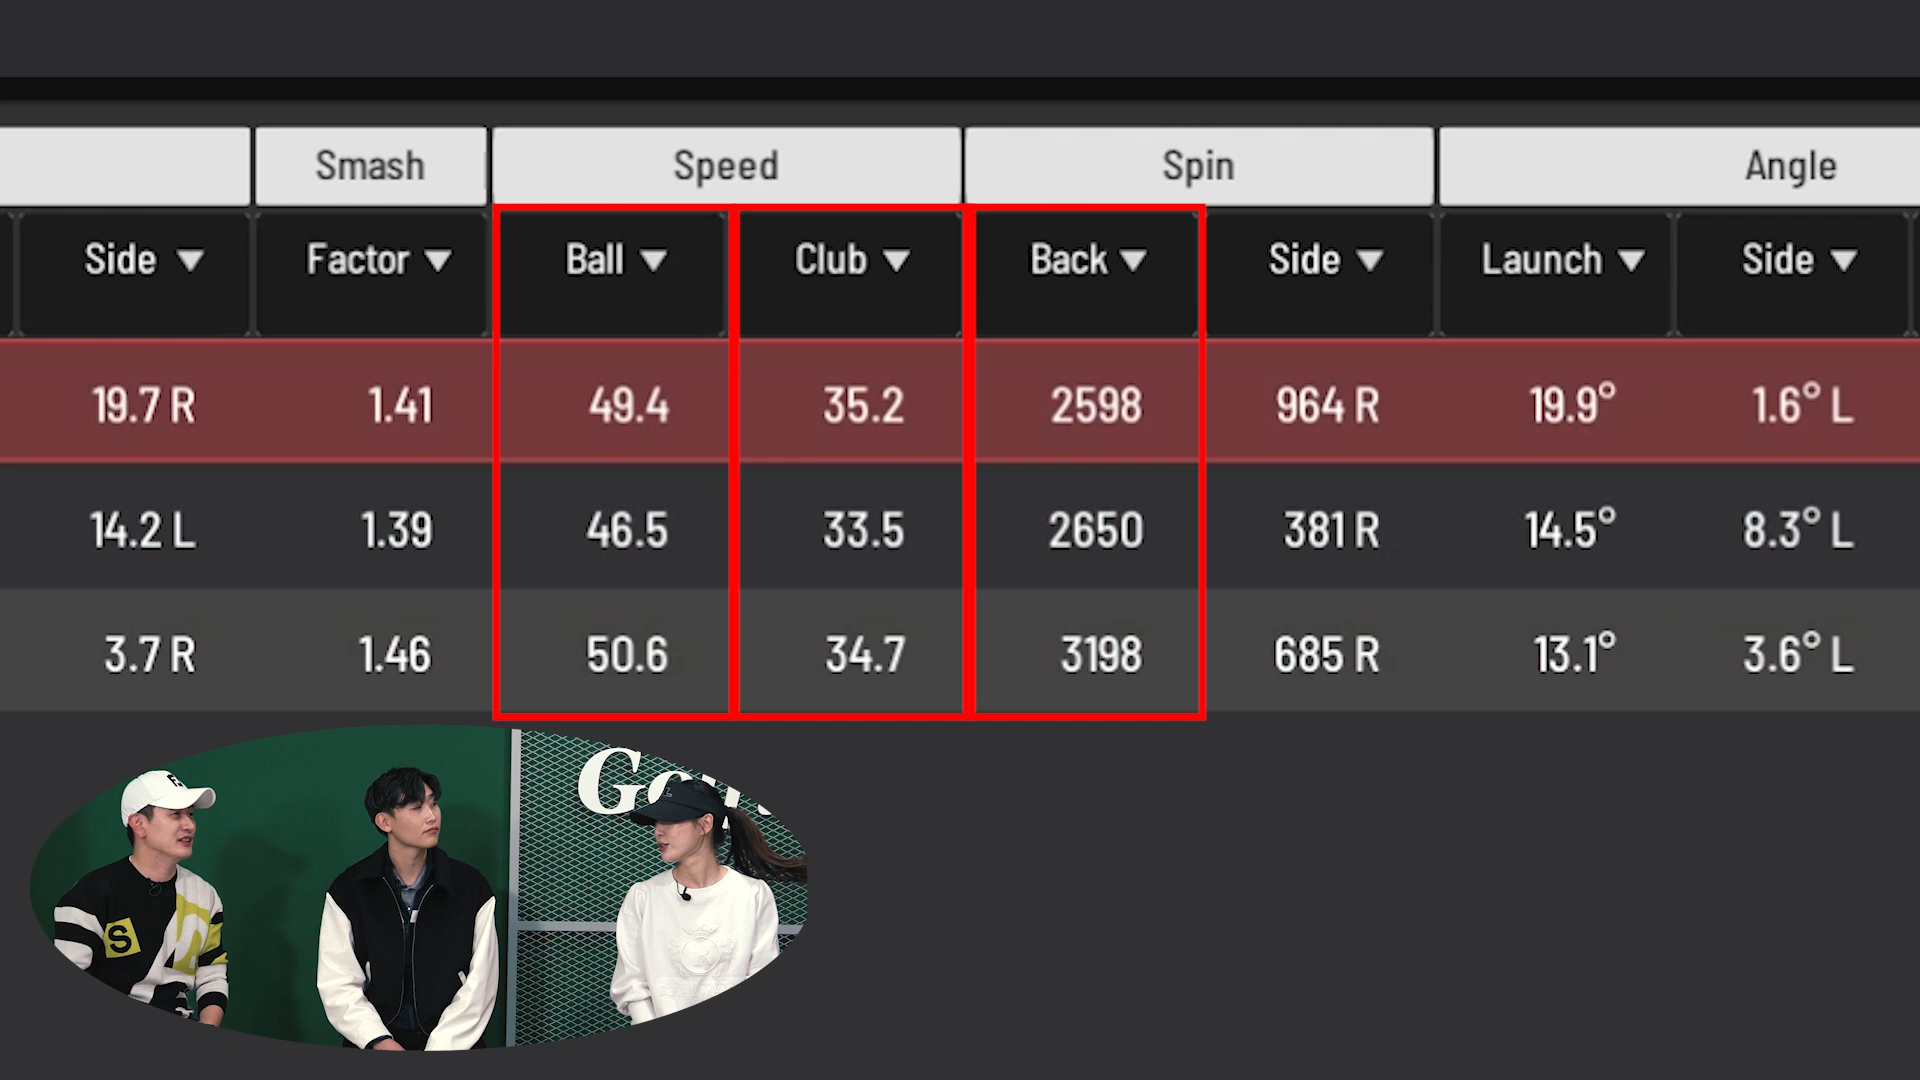 Smash Speed Spin Angle
Side ▼ Factor ▼ Ball ▼ Club ▼ Back ▼ Side ▼ Launch ▼ Side ▼
19.7 R 1.41 49.4 35.2 2598 964 R 19.9° 1.6° L
14.2 L 1.39 46.5 33.5 2650 381 R 14.5° 8.3° L
3.7 R 1.46 50.6 34.7 3198 685 R 13.1° 3.6° L
S
R